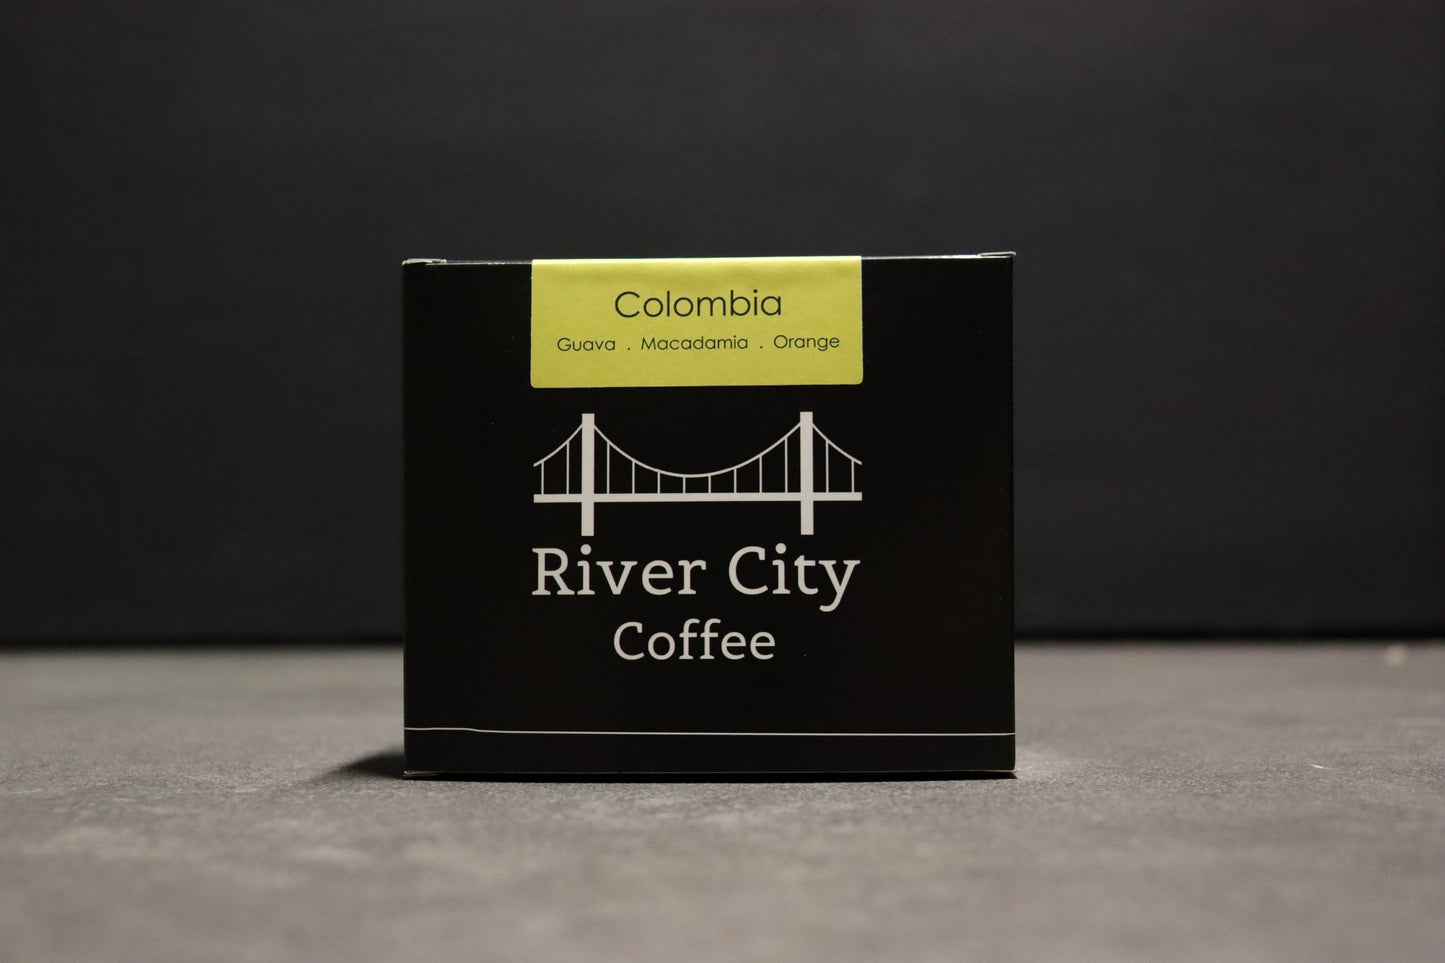 Colombia
Guava . Macadamia . Orange
River City
Coffee